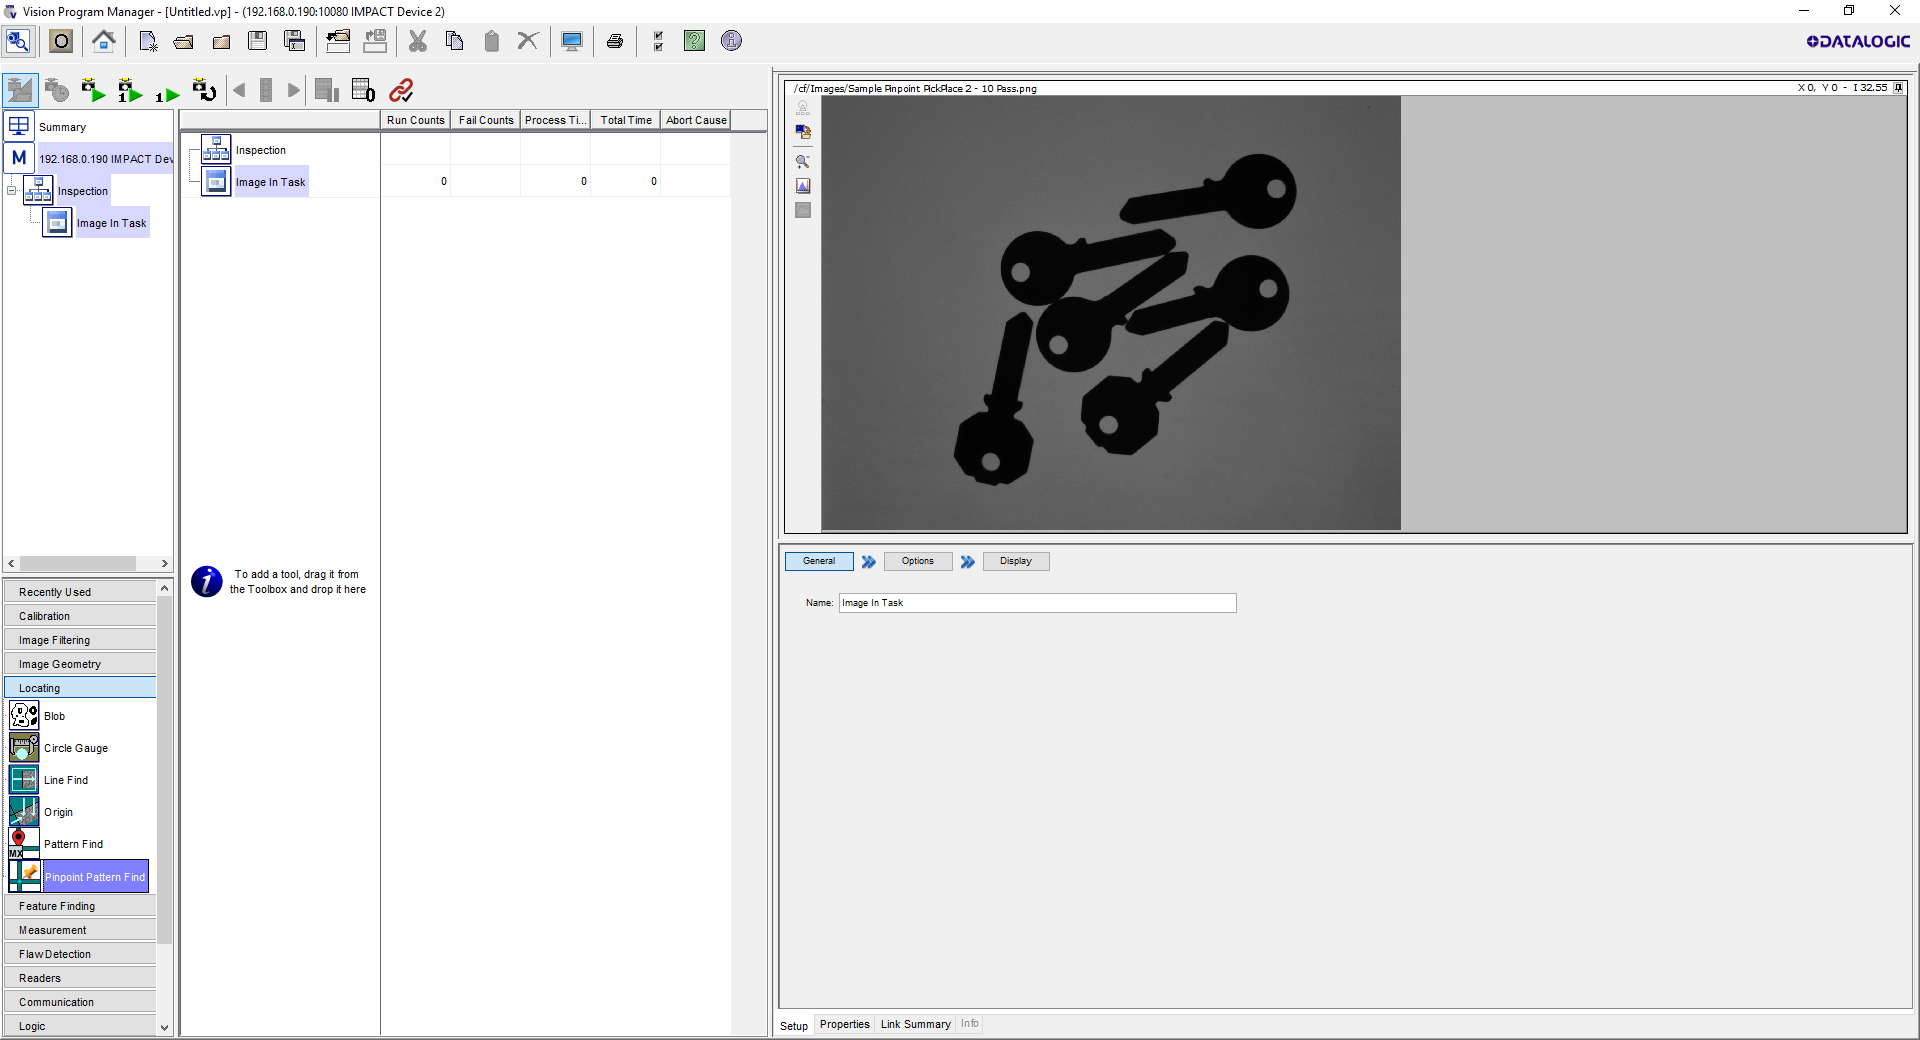 Vision Program Manager - [Untitled.vp] - (192.168.0.190:10080 IMPACT Device 2)
O
DATALOGIC
1
1
0
/cf/Images/Sample Pinpoint PickPlace 2 - 10 Pass.png
X 0, Y 0 - I 32.55
Summary
M
192.168.0.190 IMPACT Dev
Inspection
Image In Task
Run Counts
Fail Counts
Process Ti...
Total Time
Abort Cause
Inspection
Image In Task
0
0
0
To add a tool, drag it from
the Toolbox and drop it here
Recently Used
Calibration
Image Filtering
Image Geometry
Locating
Blob
Circle Gauge
Line Find
Origin
MX
Pattern Find
Pinpoint Pattern Find
Feature Finding
Measurement
Flaw Detection
Readers
Communication
Logic
General
Options
Display
Name:
Image In Task
Setup
Properties
Link Summary
Info